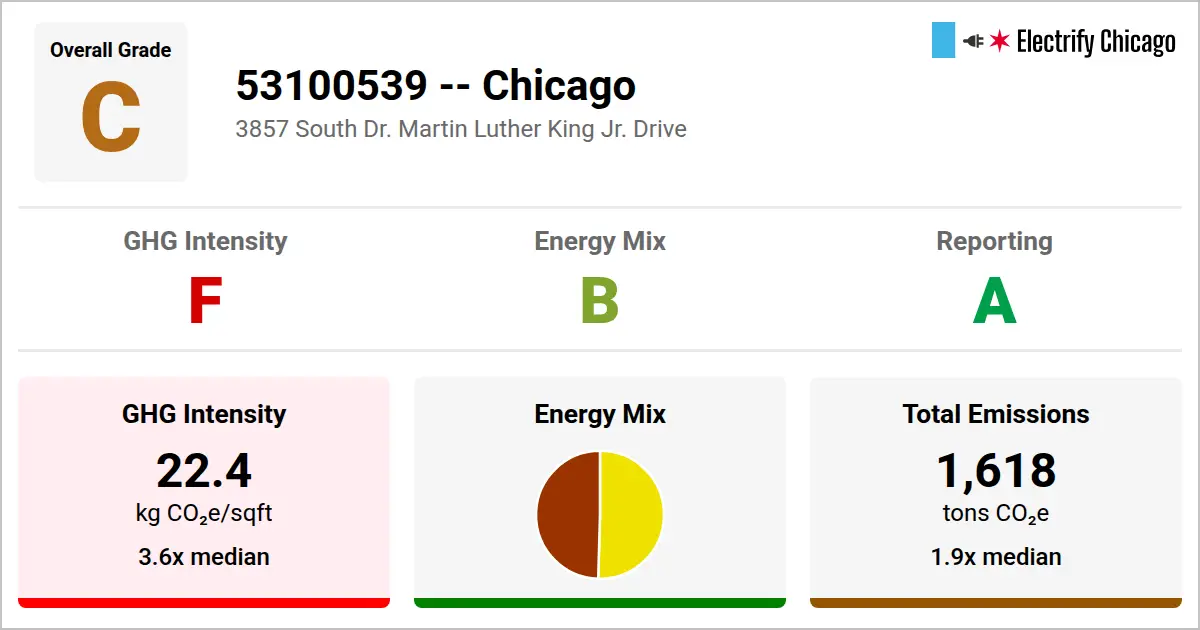 Overall Grade
C
53100539 -- Chicago
3857 South Dr. Martin Luther King Jr. Drive
Electrify Chicago
GHG Intensity
F
Energy Mix
B
Reporting
A
GHG Intensity
22.4
kg CO₂e/sqft
3.6x median
Energy Mix
Total Emissions
1,618
tons CO₂e
1.9x median